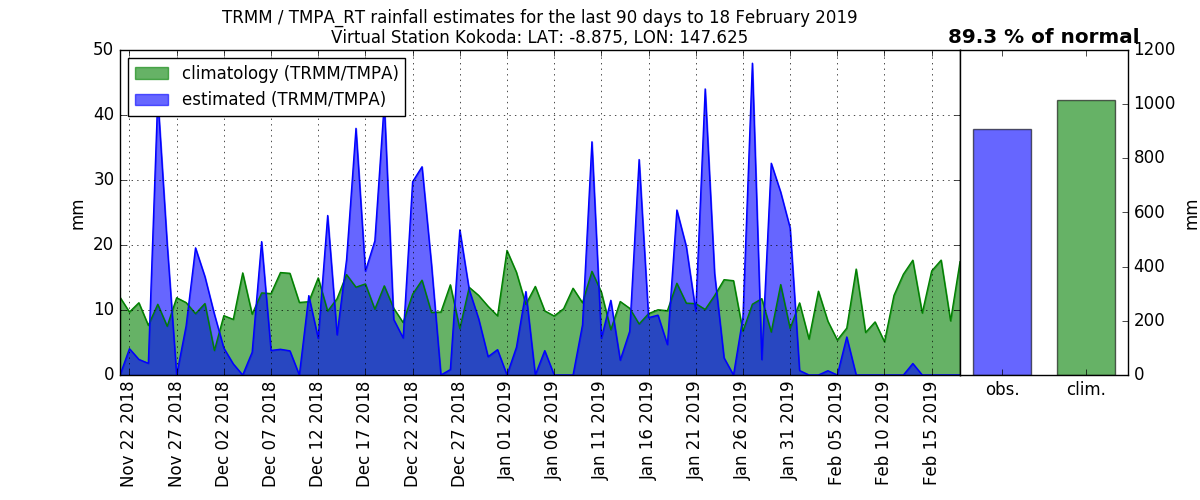 TRMM / TMPA_RT rainfall estimates for the last 90 days to 18 February 2019
Virtual Station Kokoda: LAT: -8.875, LON: 147.625
89.3 % of normal
climatology (TRMM/TMPA)
estimated (TRMM/TMPA)
50
40
30
20
10
0
mm
Nov 22 2018
Nov 27 2018
Dec 02 2018
Dec 07 2018
Dec 12 2018
Dec 17 2018
Dec 22 2018
Dec 27 2018
Jan 01 2019
Jan 06 2019
Jan 11 2019
Jan 16 2019
Jan 21 2019
Jan 26 2019
Jan 31 2019
Feb 05 2019
Feb 10 2019
Feb 15 2019
obs.
clim.
1200
1000
800
600
400
200
0
mm